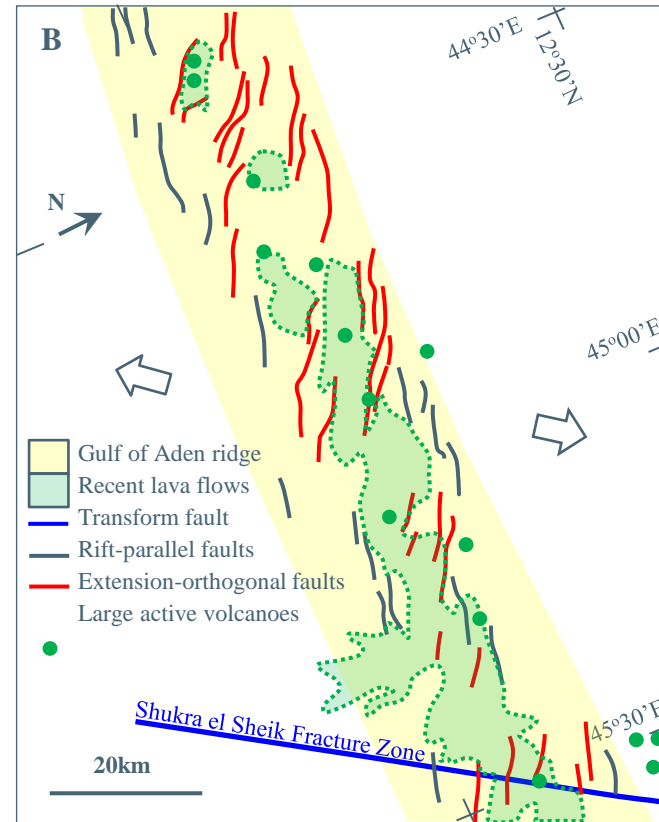 B
44°30'E
12°30'N
N
45°00'E
Gulf of Aden ridge
Recent lava flows
Transform fault
Rift-parallel faults
Extension-orthogonal faults
Large active volcanoes
Shukra el Sheik Fracture Zone
45°30'E
20km